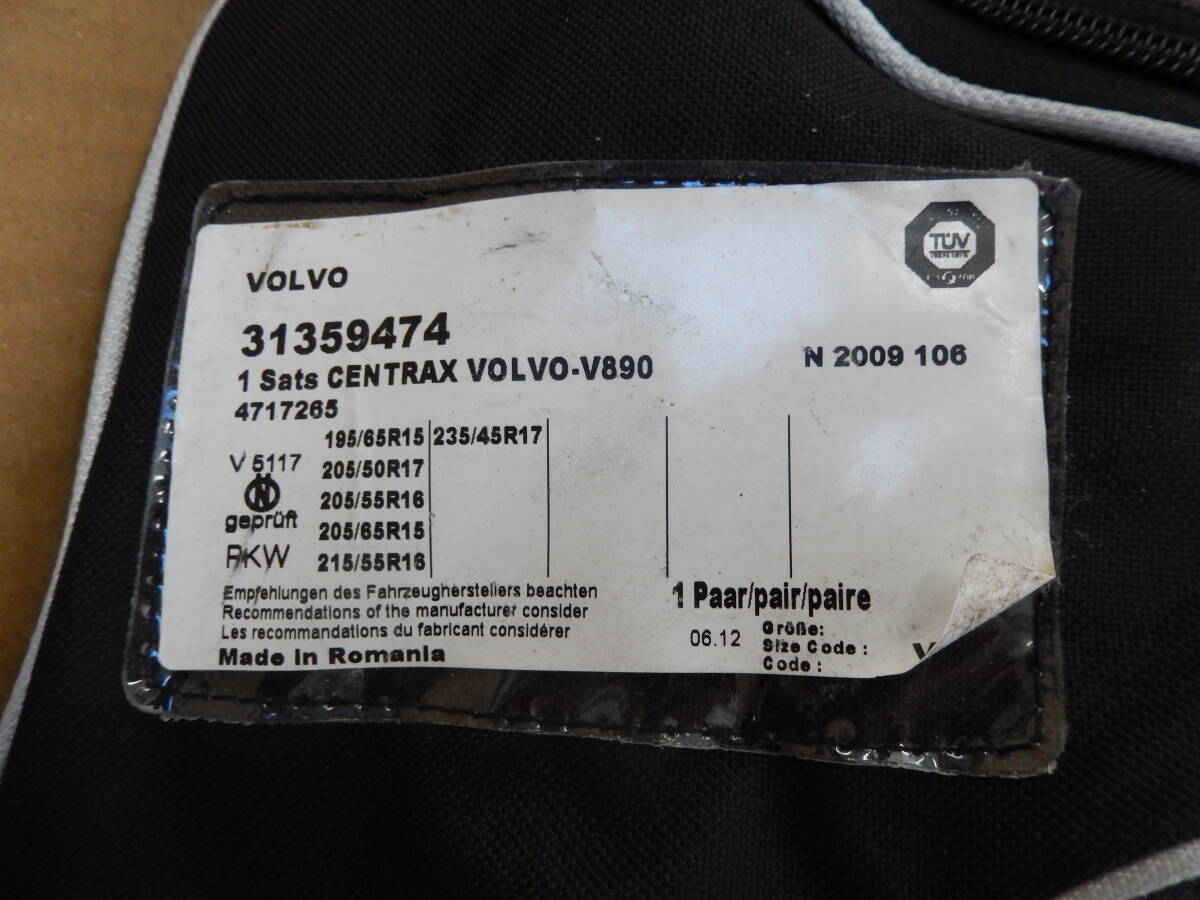 VOLVO
TÜV
31359474
1 Sats CENTRAX VOLVO-V890
N 2009 106
4717265
195/65R15 235/45R17
V 5117 205/50R17
205/55R16
geprüft 205/65R15
PKW 215/55R16
Empfehlungen des Fahrzeugherstellers beachten
Recommendations of the manufacturer consider
Les recommandations du fabricant considérer
Made in Romania
1 Paar/pair/paire
06.12
Größe:
Size Code :
Code :